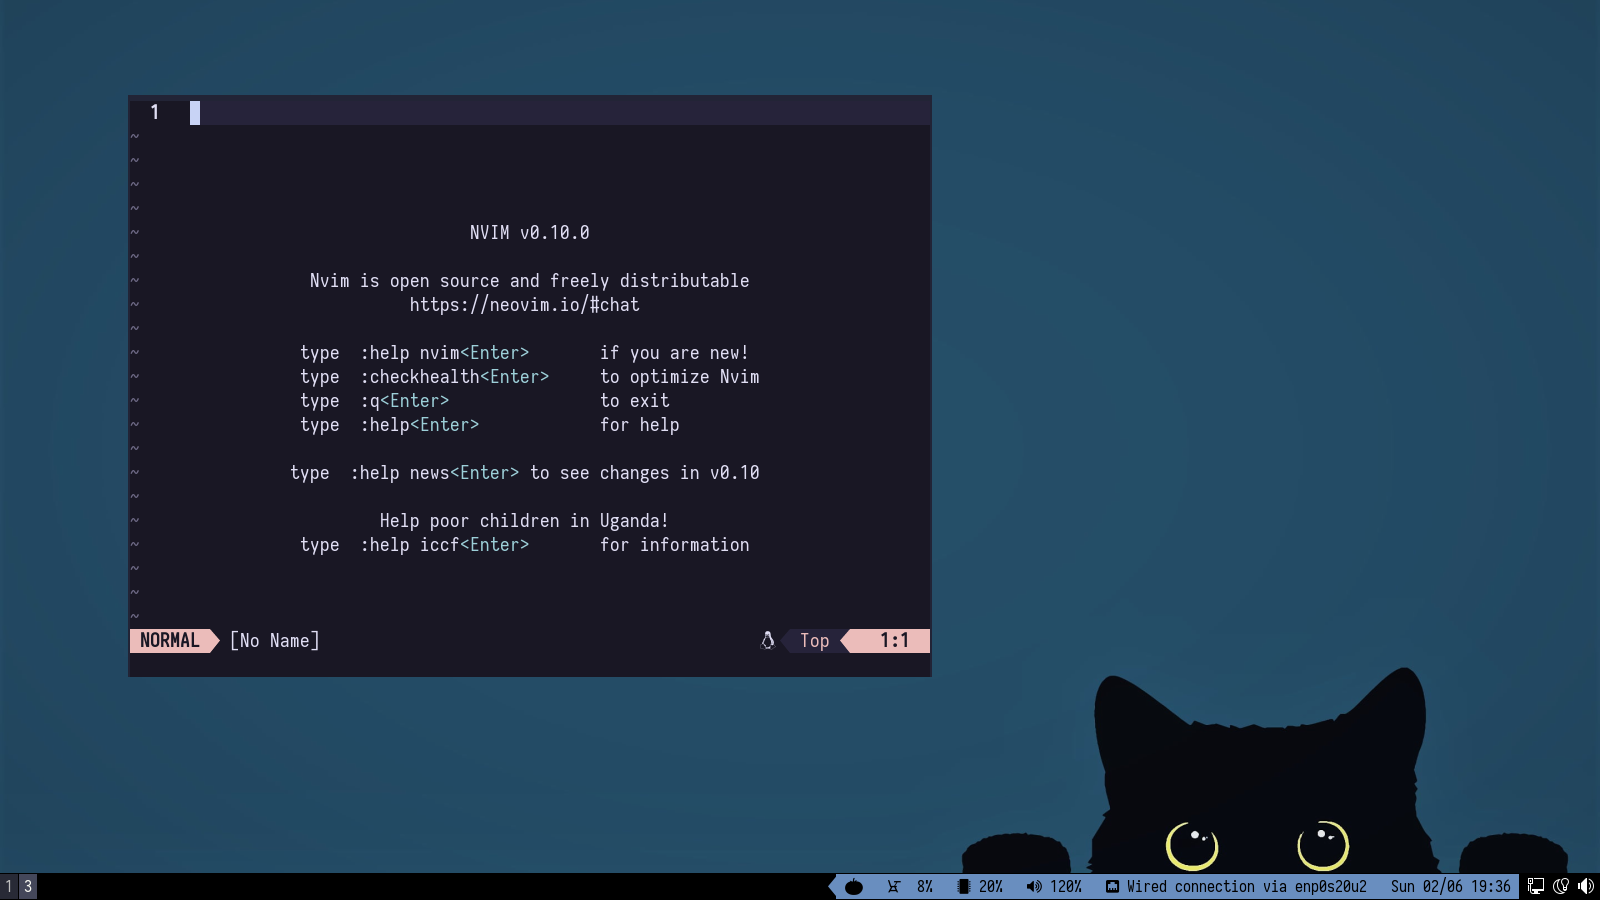 1
NVIM v0.10.0
Nvim is open source and freely distributable
https://neovim.io/#chat
type  :help nvim<Enter>       if you are new!
type  :checkhealth<Enter>     to optimize Nvim
type  :q<Enter>               to exit
type  :help<Enter>            for help
type  :help news<Enter> to see changes in v0.10
Help poor children in Uganda!
type  :help iccf<Enter>       for information
NORMAL [No Name] Top 1:1
1 3 8% 20% 120% Wired connection via enp0s20u2 Sun 02/06 19:36